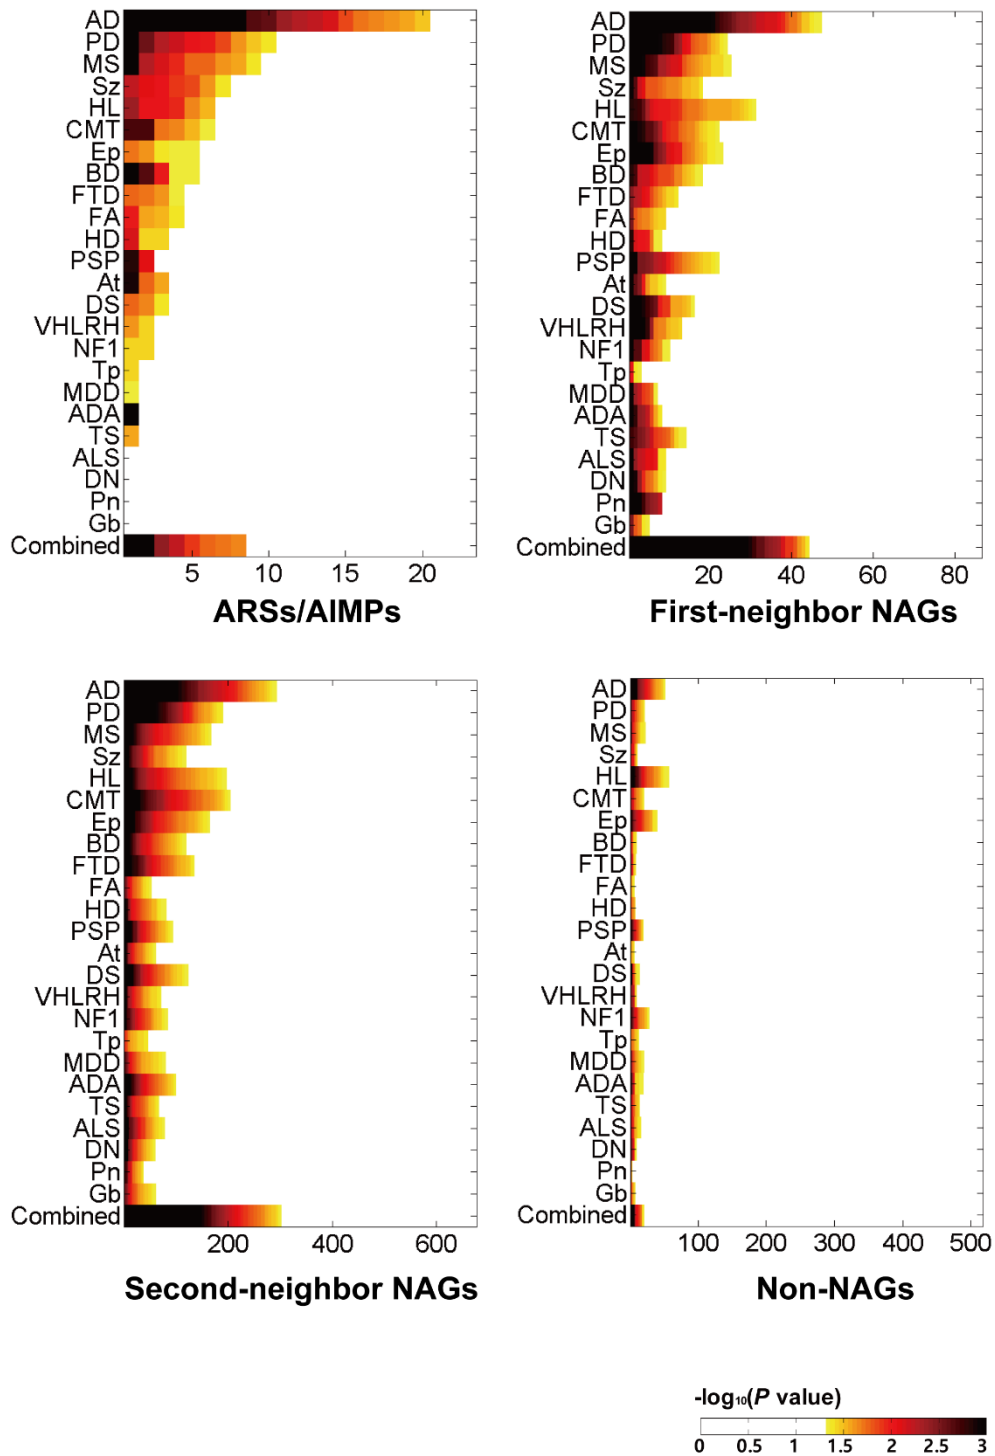 AD
PD
MS
Sz
HL
CMT
Ep
BD
FTD
FA
HD
PSP
At
DS
VHLRH
NF1
Tp
MDD
ADA
TS
ALS
DN
Pn
Gb
Combined
5 10 15 20
ARSs/AIMPs
AD
PD
MS
Sz
HL
CMT
Ep
BD
FTD
FA
HD
PSP
At
DS
VHLRH
NF1
Tp
MDD
ADA
TS
ALS
DN
Pn
Gb
Combined
20 40 60 80
First-neighbor NAGs
AD
PD
MS
Sz
HL
CMT
Ep
BD
FTD
FA
HD
PSP
At
DS
VHLRH
NF1
Tp
MDD
ADA
TS
ALS
DN
Pn
Gb
Combined
200 400 600
Second-neighbor NAGs
AD
PD
MS
Sz
HL
CMT
Ep
BD
FTD
FA
HD
PSP
At
DS
VHLRH
NF1
Tp
MDD
ADA
TS
ALS
DN
Pn
Gb
Combined
100 200 300 400 500
Non-NAGs
-log₁₀(P value)
0 0.5 1 1.5 2 2.5 3